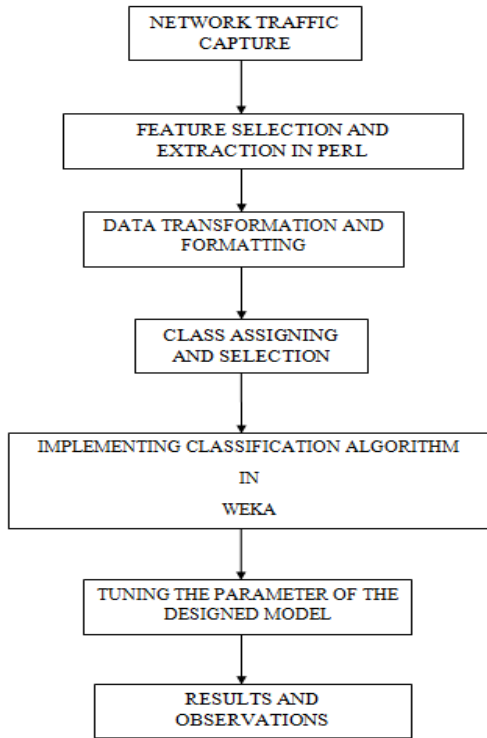 NETWORK TRAFFIC
CAPTURE
FEATURE SELECTION AND
EXTRACTION IN PERL
DATA TRANSFORMATION AND
FORMATTING
CLASS ASSIGNING
AND SELECTION
IMPLEMENTING CLASSIFICATION ALGORITHM
IN
WEKA
TUNING THE PARAMETER OF THE
DESIGNED MODEL
RESULTS AND
OBSERVATIONS